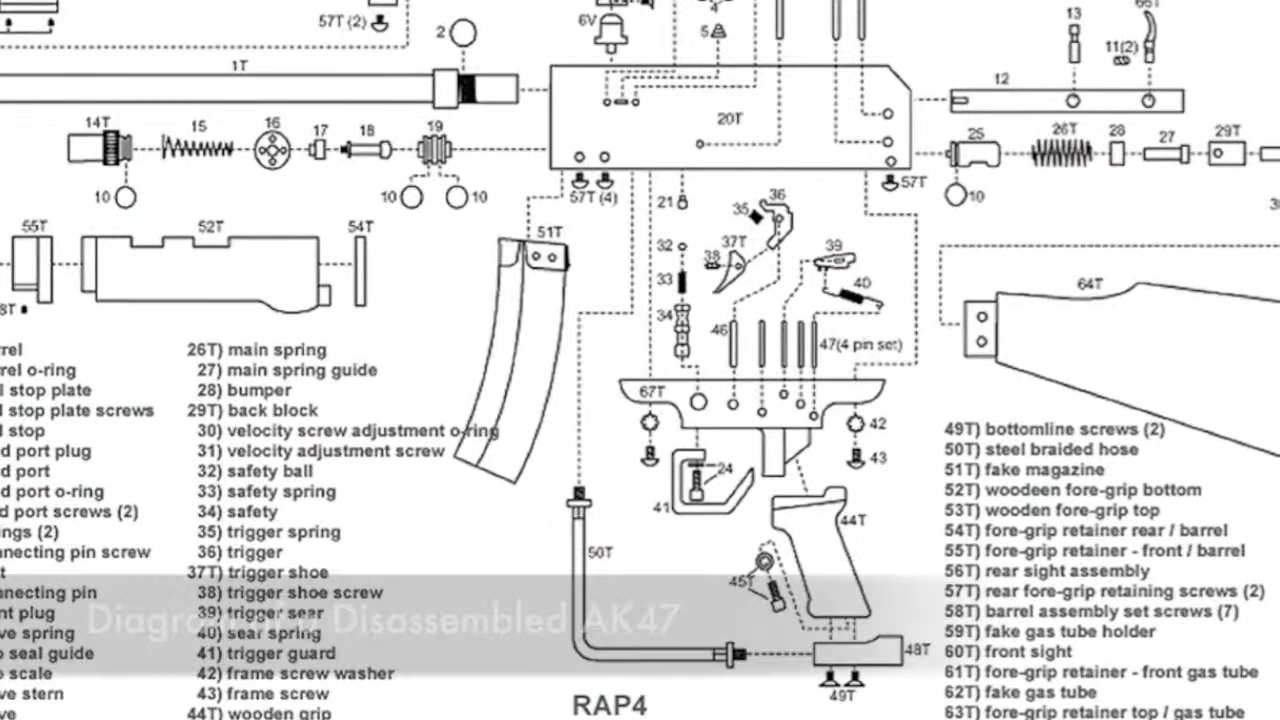 57T (2)
2
6V
4
5
13
66T
11(2)
1T
12
20T
14T
15
16
17
18
19
25
26T
28
27
29T
10
10
10
57T (4)
57T
10
21
35
36
55T
52T
54T
51T
32
37T
38
39
33
40
64T
34
46
47(4 pin set)
67T
42
43
24
41
44T
50T
45T
48T
49T
26T) main spring
rel o-ring
27) main spring guide
stop plate
28) bumper
stop plate screws
29T) back block
stop
30) velocity screw adjustment o-ring
port plug
31) velocity adjustment screw
port
32) safety ball
port o-ring
33) safety spring
port screws (2)
34) safety
(2)
35) trigger spring
pin screw
36) trigger
37T) trigger shoe
pin
38) trigger shoe screw
plug
39) trigger sear
spring
40) sear spring
seal guide
41) trigger guard
scale
42) frame screw washer
stern
43) frame screw
44T) wooden grip
49T) bottomline screws (2)
50T) steel braided hose
51T) fake magazine
52T) woodeen fore-grip bottom
53T) wooden fore-grip top
54T) fore-grip retainer rear / barrel
55T) fore-grip retainer - front / barrel
56T) rear sight assembly
57T) rear fore-grip retaining screws (2)
58T) barrel assembly set screws (7)
59T) fake gas tube holder
60T) front sight
61T) fore-grip retainer - front gas tube
62T) fake gas tube
63T) fore-grip retainer top / gas tube
Disassembled AK47
RAP4